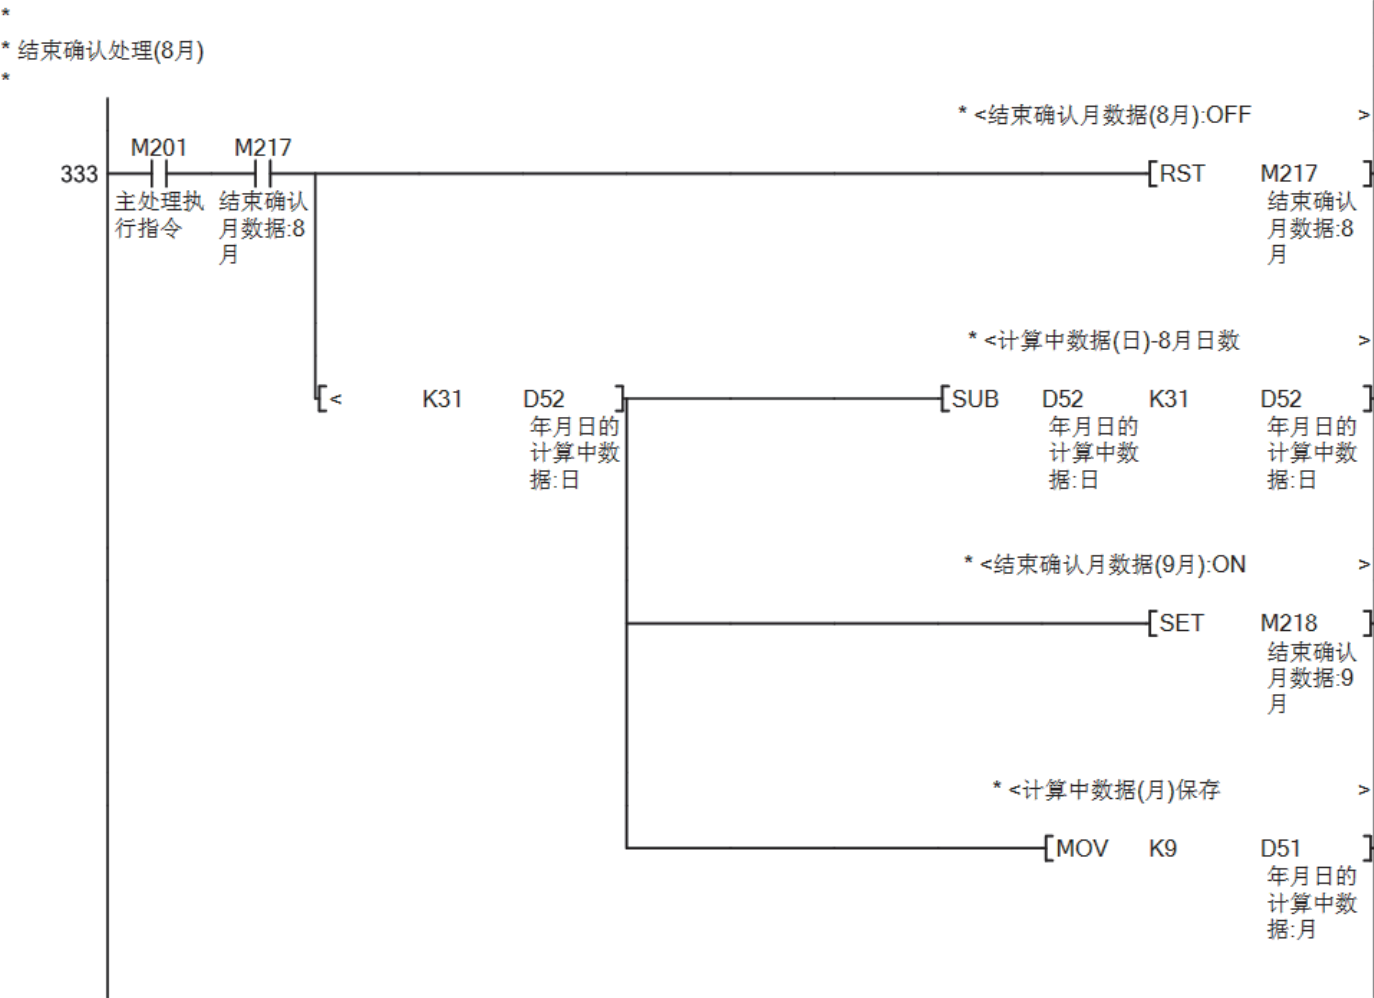 *
* 结束确认处理(8月)
*
* <结束确认月数据(8月):OFF >
M201 M217
333 [RST M217 ]
主处理执 结束确认 结束确认
行指令 月数据:8 月数据:8
月 月
* <计算中数据(日)-8月日数 >
[< K31 D52 ] [SUB D52 K31 D52 ]
年月日的 年月日的 年月日的
计算中数 计算中数 计算中数
据:日 据:日 据:日
* <结束确认月数据(9月):ON >
[SET M218 ]
结束确认
月数据:9
月
* <计算中数据(月)保存 >
[MOV K9 D51 ]
年月日的
计算中数
据:月